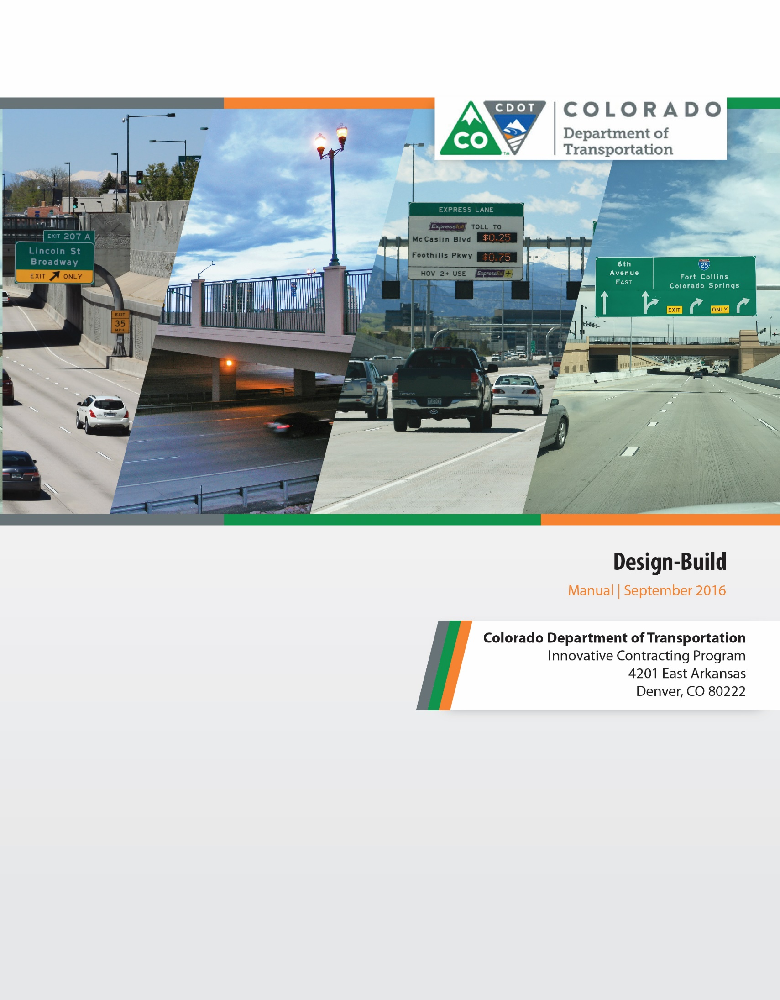 CO
TM
CDOT
COLORADO
Department of
Transportation
EXIT 207 A
Lincoln St
Broadway
EXIT ONLY
EXIT
35
M.P.H.
EXPRESS LANE
ExpressToll TOLL TO
McCaslin Blvd $0.25
Foothills Pkwy $0.75
HOV 2+ USE ExpressToll+
TUNDRA
6th
Avenue
EAST
25
Fort Collins
Colorado Springs
EXIT ONLY
Design-Build
Manual | September 2016
Colorado Department of Transportation
Innovative Contracting Program
4201 East Arkansas
Denver, CO 80222